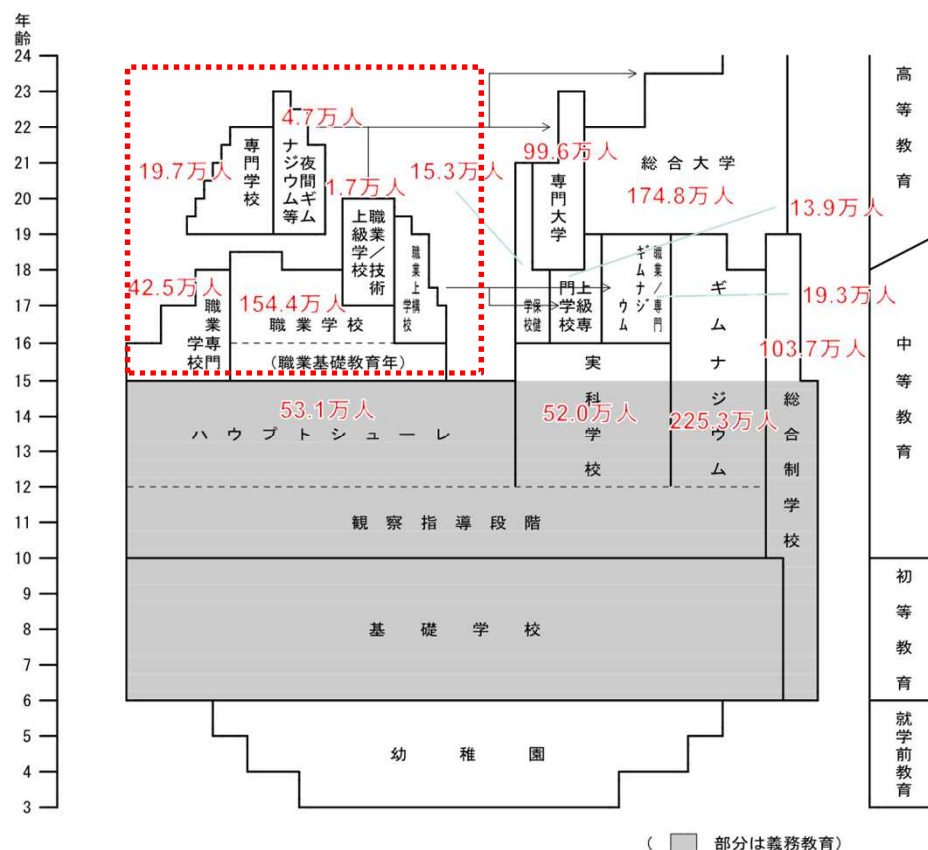 年齢
24
23
22
21
20
19
18
17
16
15
14
13
12
11
10
9
8
7
6
5
4
3
19.7万人
専門学校
4.7万人
夜間ギム
ナジウム等
1.7万人
職業/技術
上級学校
職業上構学校
42.5万人
職業専門
学校
154.4万人
職業学校
(職業基礎教育年)
15.3万人
99.6万人
専門大学
総合大学
174.8万人
13.9万人
保健
学校
上級専
門学校
職業/専門
ギムナジウム
19.3万人
ギムナジウム
103.7万人
53.1万人
ハウプトシューレ
52.0万人
実科学校
225.3万人
総合制学校
観察指導段階
基礎学校
幼稚園
高等教育
中等教育
初等教育
就学前教育
( 部分は義務教育)